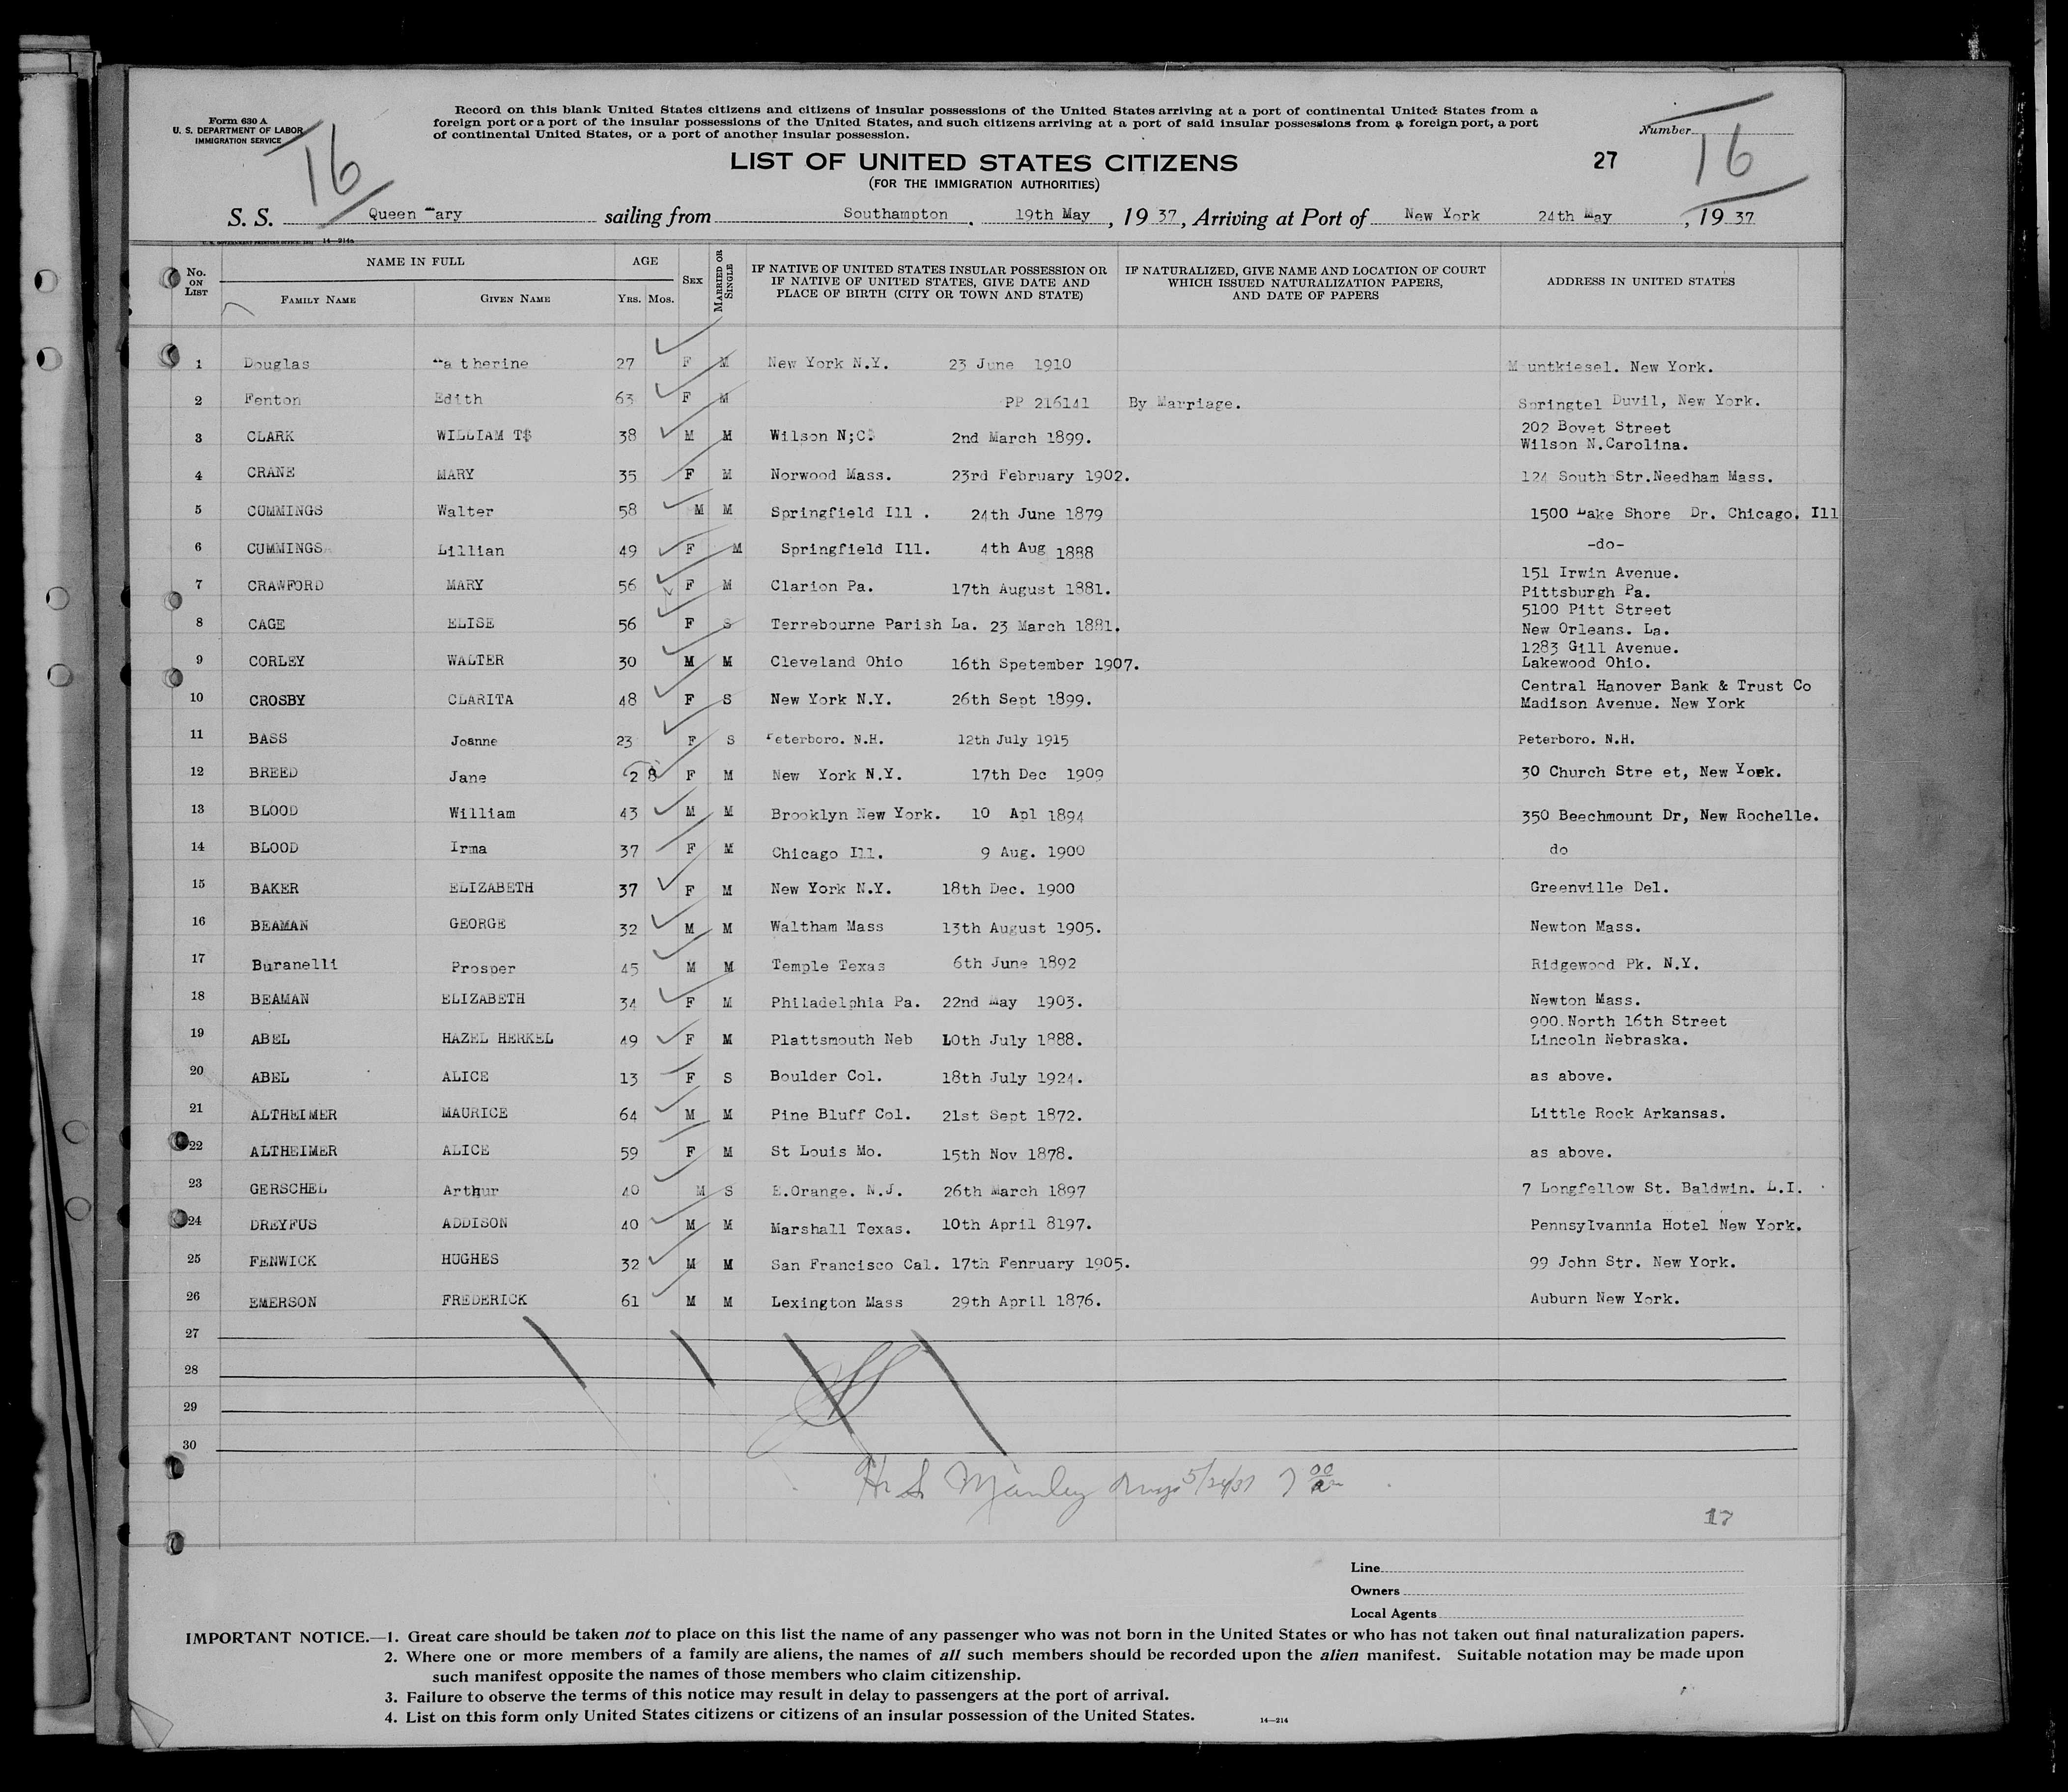 Form 630 A
U. S. DEPARTMENT OF LABOR
IMMIGRATION SERVICE
16
Record on this blank United States citizens and citizens of insular possessions of the United States arriving at a port of continental United States from a
foreign port or a port of the insular possessions of the United States, and such citizens arriving at a port of said insular possessions from a foreign port, a port
of continental United States, or a port of another insular possession.
Number
16
LIST OF UNITED STATES CITIZENS
27
(FOR THE IMMIGRATION AUTHORITIES)
S. S. Queen Mary sailing from Southampton, 19th May, 1937, Arriving at Port of New York 24th May, 1937
14—214a
No. ON LIST
NAME IN FULL
FAMILY NAME
GIVEN NAME
AGE
YRS. MOS.
SEX
MARRIED OR SINGLE
IF NATIVE OF UNITED STATES INSULAR POSSESSION OR
IF NATIVE OF UNITED STATES, GIVE DATE AND
PLACE OF BIRTH (CITY OR TOWN AND STATE)
IF NATURALIZED, GIVE NAME AND LOCATION OF COURT
WHICH ISSUED NATURALIZATION PAPERS,
AND DATE OF PAPERS
ADDRESS IN UNITED STATES
1 Douglas Katherine 27 F M New York N.Y. 23 June 1910 M untkiesel. New York.
2 Fenton Edith 63 F M PP 216141 By Marriage. Springtel Duvil, New York.
3 CLARK WILLIAM T$ 38 M M Wilson N;C. 2nd March 1899. 202 Bovet Street
Wilson N.Carolina.
4 CRANE MARY 35 F M Norwood Mass. 23rd February 1902. 124 South Str.Needham Mass.
5 CUMMINGS Walter 58 M M Springfield Ill . 24th June 1879 1500 Lake Shore Dr. Chicago. Ill
6 CUMMINGS Lillian 49 F M Springfield Ill. 4th Aug 1888 -do-
7 CRAWFORD MARY 56 F M Clarion Pa. 17th August 1881. 151 Irwin Avenue.
Pittsburgh Pa.
8 CAGE ELISE 56 F S Terrebourne Parish La. 23 March 1881. 5100 Pitt Street
New Orleans. La.
9 CORLEY WALTER 30 M M Cleveland Ohio 16th Spetember 1907. 1283 Gill Avenue.
Lakewood Ohio.
10 CROSBY CLARITA 48 F S New York N.Y. 26th Sept 1899. Central Hanover Bank & Trust Co
Madison Avenue. New York
11 BASS Joanne 23 F S Peterboro. N.H. 12th July 1915 Peterboro. N.H.
12 BREED Jane 28 F M New York N.Y. 17th Dec 1909 30 Church Stre et, New York.
13 BLOOD William 43 M M Brooklyn New York. 10 Apl 1894 350 Beechmount Dr, New Rochelle.
14 BLOOD Irma 37 F M Chicago Ill. 9 Aug. 1900 do
15 BAKER ELIZABETH 37 F M New York N.Y. 18th Dec. 1900 Greenville Del.
16 BEAMAN GEORGE 32 M M Waltham Mass 13th August 1905. Newton Mass.
17 Buranelli Prosper 45 M M Temple Texas 6th June 1892 Ridgewood Pk. N.Y.
18 BEAMAN ELIZABETH 34 F M Philadelphia Pa. 22nd May 1903. Newton Mass.
19 ABEL HAZEL HERKEL 49 F M Plattsmouth Neb 10th July 1888. 900.North 16th Street
Lincoln Nebraska.
20 ABEL ALICE 13 F S Boulder Col. 18th July 1924. as above.
21 ALTHEIMER MAURICE 64 M M Pine Bluff Col. 21st Sept 1872. Little Rock Arkansas.
22 ALTHEIMER ALICE 59 F M St Louis Mo. 15th Nov 1878. as above.
23 GERSCHEL Arthur 40 M S E.Orange. N.J. 26th March 1897 7 Longfellow St. Baldwin. L.I.
24 DREYFUS ADDISON 40 M M Marshall Texas. 10th April 8197. Pennsylvannia Hotel New York.
25 FENWICK HUGHES 32 M M San Francisco Cal. 17th Fenruary 1905. 99 John Str. New York.
26 EMERSON FREDERICK 61 M M Lexington Mass 29th April 1876. Auburn New York.
27
28
29
30
Manley 5/24/37 7 00
17
Line
Owners
Local Agents
IMPORTANT NOTICE.—1. Great care should be taken not to place on this list the name of any passenger who was not born in the United States or who has not taken out final naturalization papers.
2. Where one or more members of a family are aliens, the names of all such members should be recorded upon the alien manifest. Suitable notation may be made upon
such manifest opposite the names of those members who claim citizenship.
3. Failure to observe the terms of this notice may result in delay to passengers at the port of arrival.
4. List on this form only United States citizens or citizens of an insular possession of the United States.
14—214